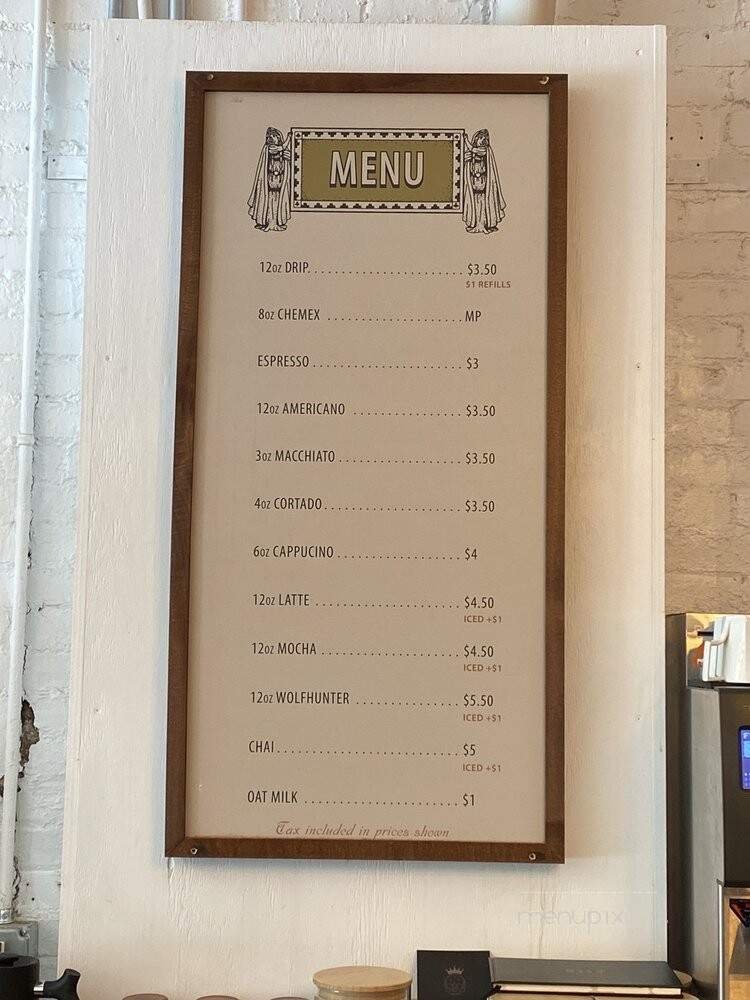 MENU
12oz DRIP. . . . . . . . . . . . . . . . . . . . . . $3.50
$1 REFILLS
8oz CHEMEX . . . . . . . . . . . . . . . . . . . . MP
ESPRESSO . . . . . . . . . . . . . . . . . . . . . . $3
12oz AMERICANO . . . . . . . . . . . . . . . . $3.50
3oz MACCHIATO . . . . . . . . . . . . . . . . . . $3.50
4oz CORTADO. . . . . . . . . . . . . . . . . . . . $3.50
6oz CAPPUCINO . . . . . . . . . . . . . . . . . . $4
12oz LATTE . . . . . . . . . . . . . . . . . . . . . $4.50
ICED +$1
12oz MOCHA . . . . . . . . . . . . . . . . . . . . $4.50
ICED +$1
12oz WOLFHUNTER . . . . . . . . . . . . . . . $5.50
ICED +$1
CHAI. . . . . . . . . . . . . . . . . . . . . . . . . . $5
ICED +$1
OAT MILK . . . . . . . . . . . . . . . . . . . . . . $1
Tax included in prices shown
menupix